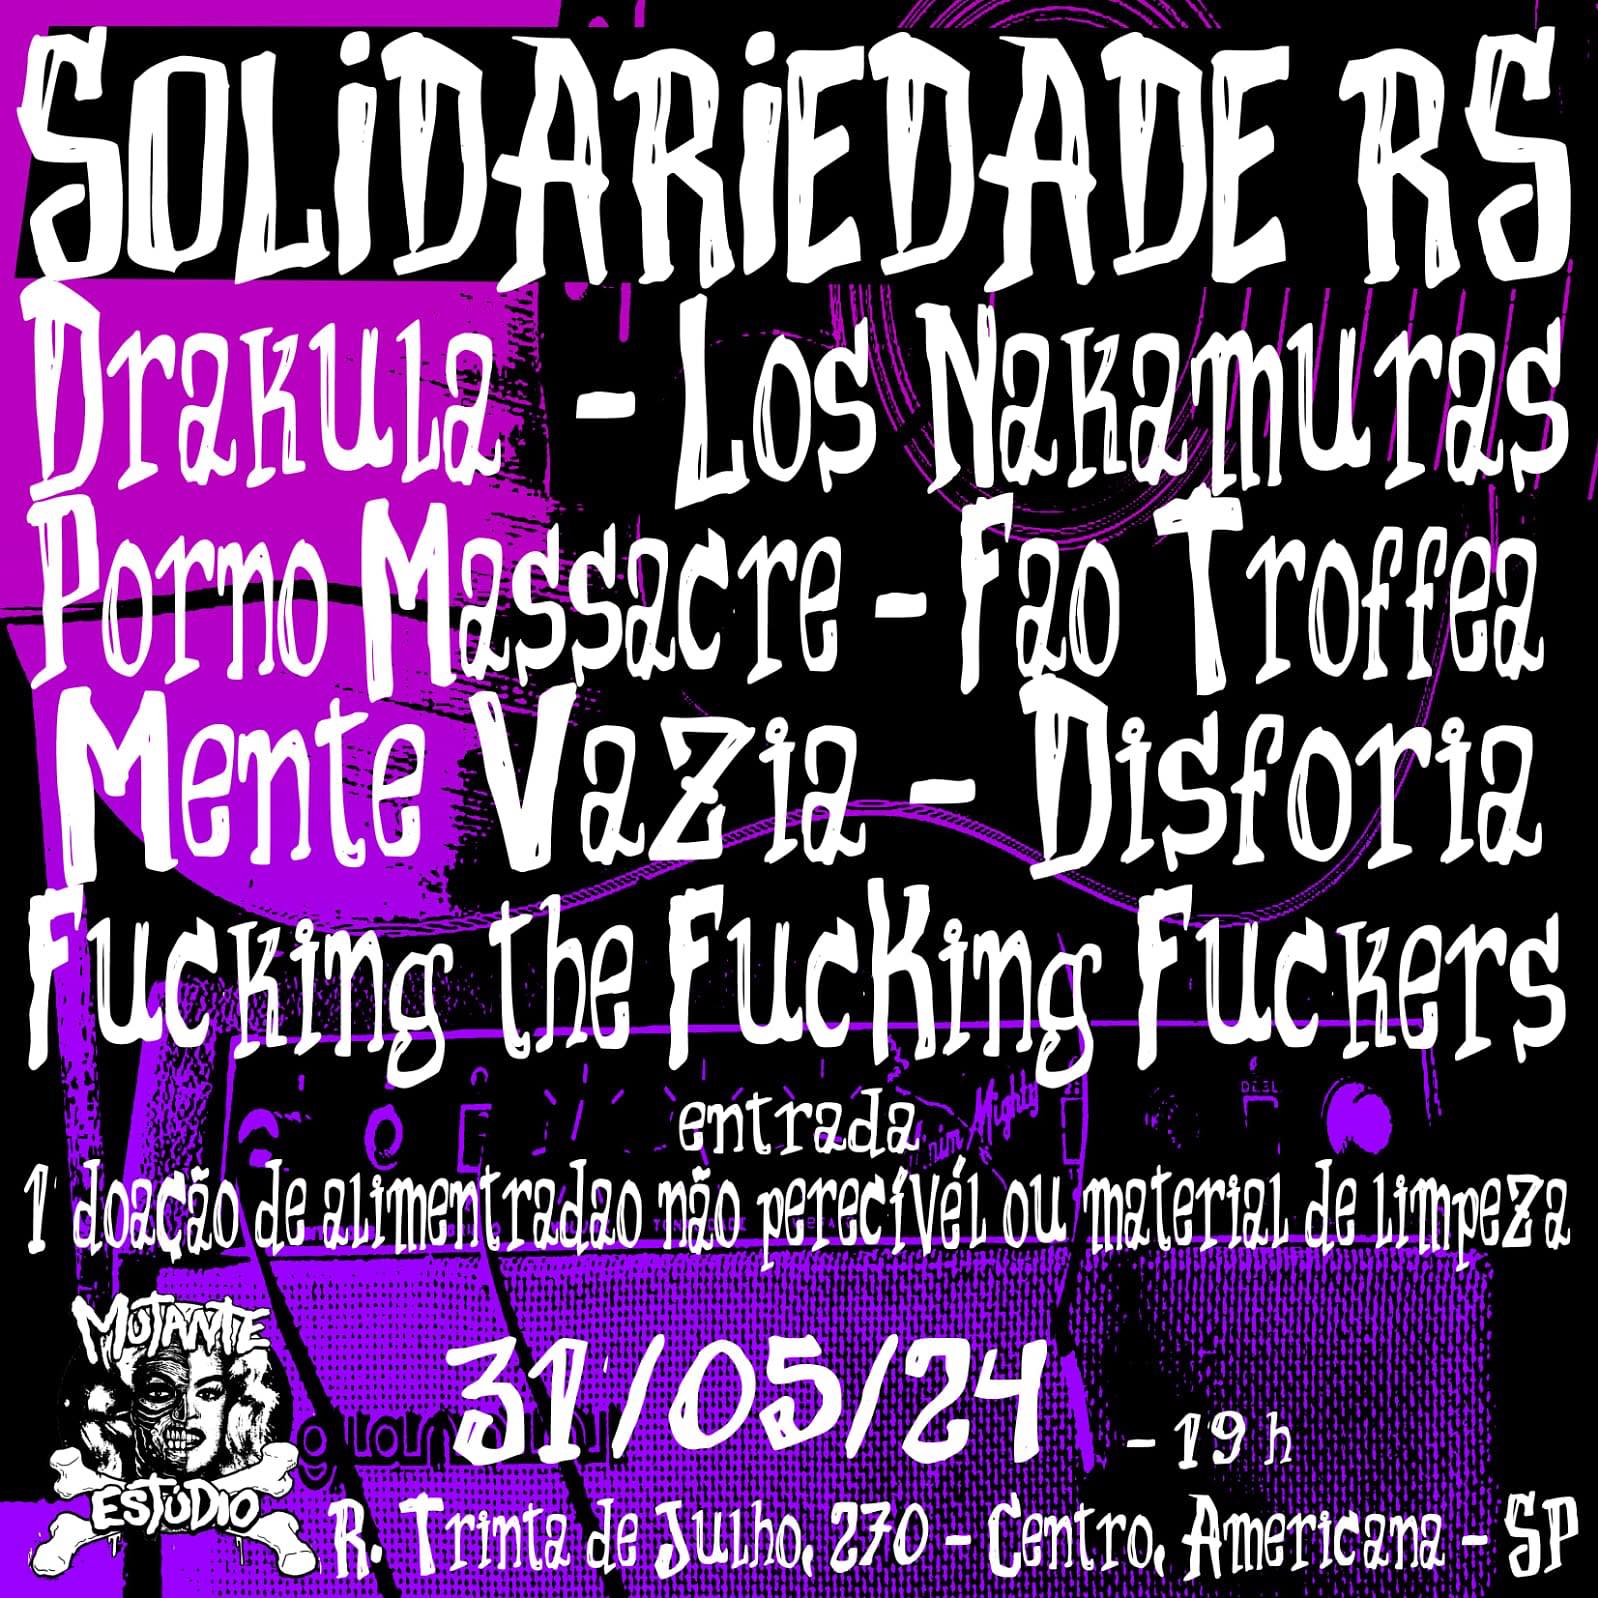 SOLiDARiEDADE RS
Drakula - Los Nakamuras
Porno Massacre - Fao Troffea
Mente Vazia - Disforia
Fucking the Fucking Fuckers
entrada
1 doação de alimentradao não perecívél ou material de limpeza
MUTANTE
ESTÚDIO
31/05/24 - 19 h
R. Trinta de Julho, 270 - Centro, Americana - SP
Mighty